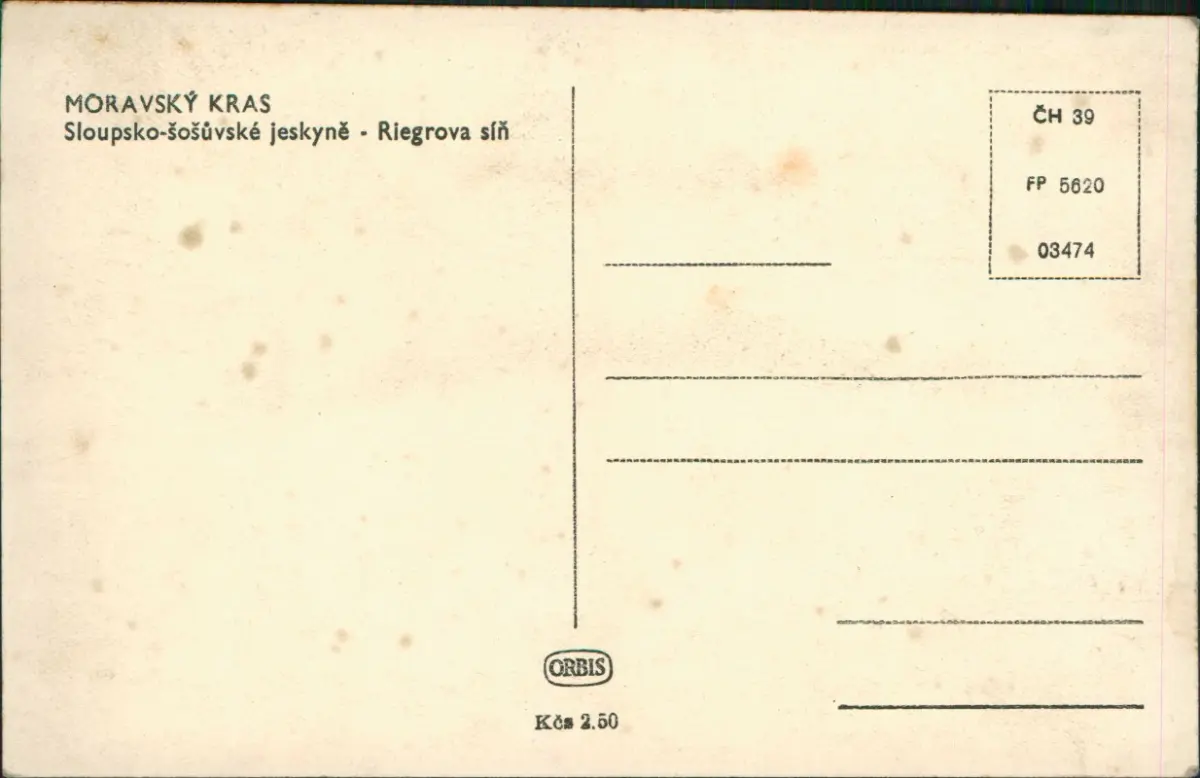 MORAVSKÝ KRAS
Sloupsko-šošůvské jeskyně - Riegrova síň
ČH 39
FP 5620
03474
ORBIS
Kčs 2.50